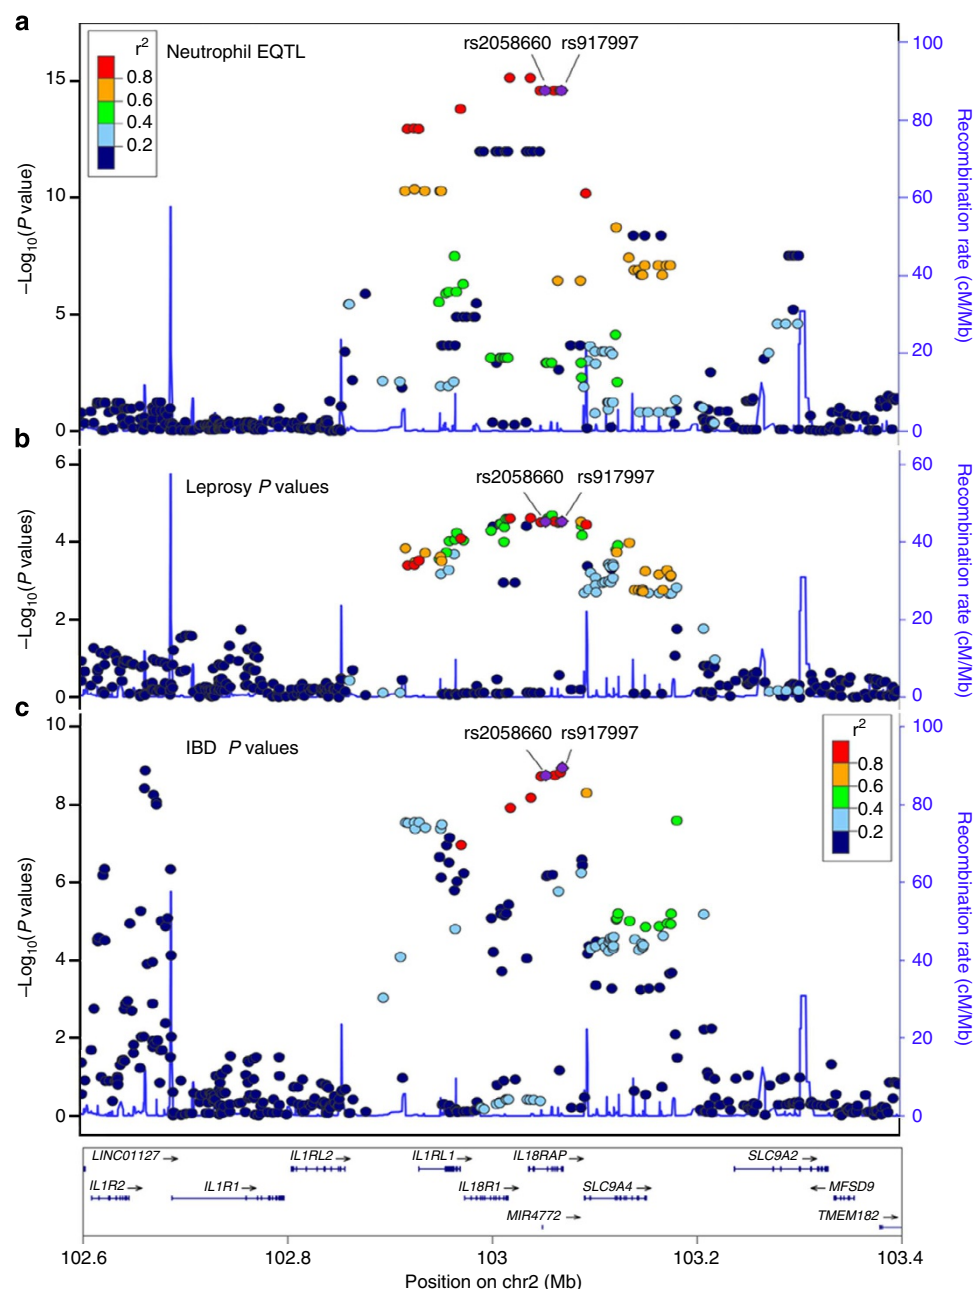 a
Neutrophil EQTL
r2
0.8
0.6
0.4
0.2
rs2058660 rs917997
15
10
5
0
–Log10(P value)
100
80
60
40
20
0
Recombination rate (cM/Mb)
b
Leprosy P values
rs2058660 rs917997
6
4
2
0
–Log10(P values)
60
40
20
0
c
IBD P values
rs2058660 rs917997
r2
0.8
0.6
0.4
0.2
10
8
6
4
2
0
–Log10(P values)
100
80
60
40
20
0
Recombination rate (cM/Mb)
LINC01127 → IL1RL2 → IL1RL1 → IL18RAP → SLC9A2 →
IL1R2 → IL1R1 → IL18R1 → SLC9A4 → ← MFSD9
MIR4772 → TMEM182 →
102.6 102.8 103 103.2 103.4
Position on chr2 (Mb)